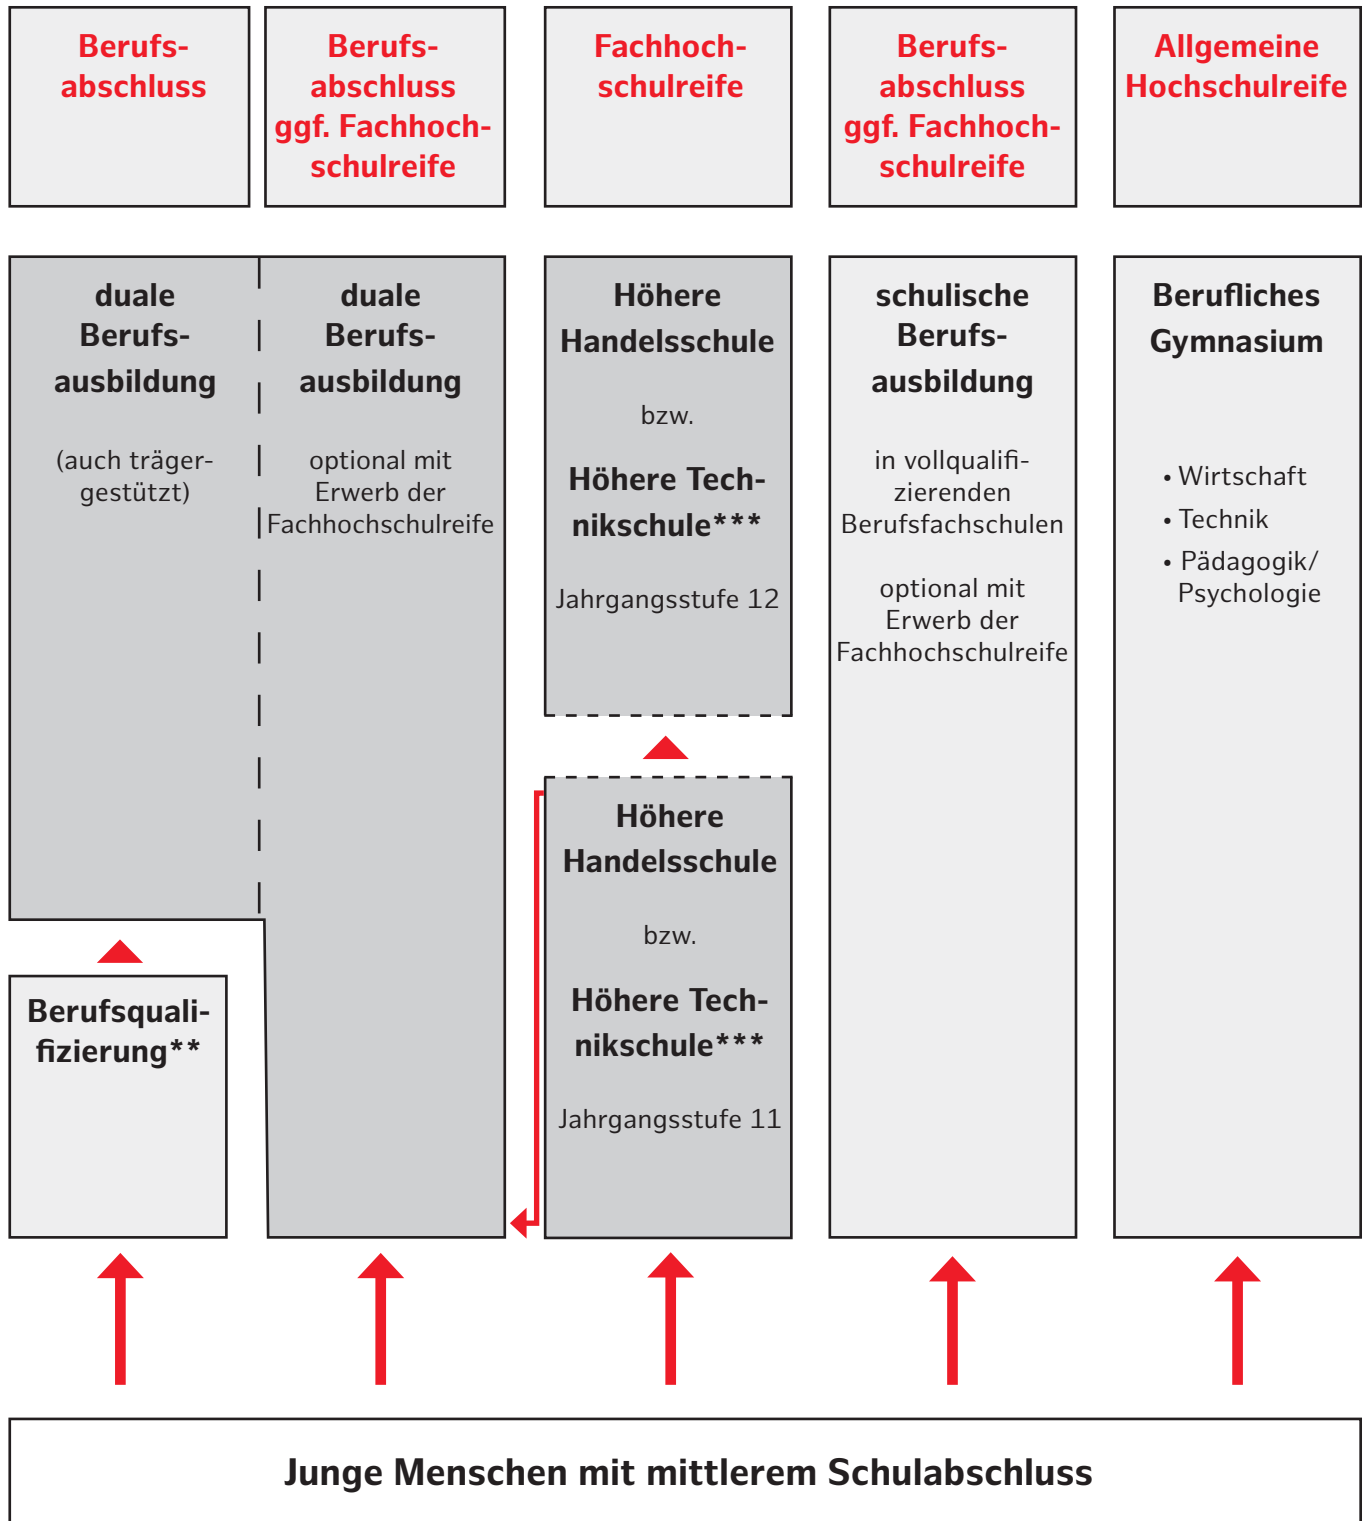 Berufs-
abschluss
Berufs-
abschluss
ggf. Fachhoch-
schulreife
Fachhoch-
schulreife
Berufs-
abschluss
ggf. Fachhoch-
schulreife
Allgemeine
Hochschulreife
duale
Berufs-
ausbildung
(auch träger-
gestützt)
duale
Berufs-
ausbildung
optional mit
Erwerb der
Fachhochschulreife
Höhere
Handelsschule
bzw.
Höhere Tech-
nikschule***
Jahrgangsstufe 12
schulische
Berufs-
ausbildung
in vollqualifi-
zierenden
Berufsfachschulen
optional mit
Erwerb der
Fachhochschulreife
Berufliches
Gymnasium
• Wirtschaft
• Technik
• Pädagogik/
Psychologie
Höhere
Handelsschule
bzw.
Höhere Tech-
nikschule***
Jahrgangsstufe 11
Berufsquali-
fizierung**
Junge Menschen mit mittlerem Schulabschluss